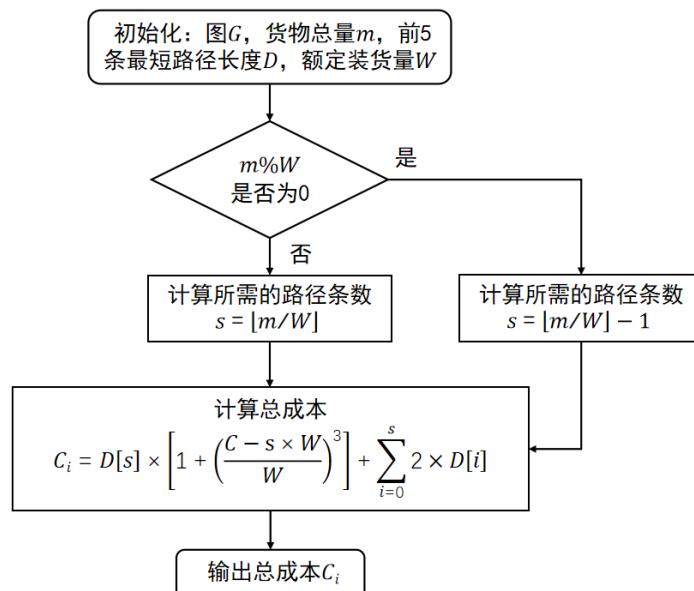 初始化：图G，货物总量m，前5
条最短路径长度D，额定装货量W
m%W
是否为0
是
否
计算所需的路径条数
s = ⌊m/W⌋
计算所需的路径条数
s = ⌊m/W⌋ − 1
计算总成本
C_i = D[s] × [1 + ((C − s × W)/W)^3] + ∑_{i=0}^{s} 2 × D[i]
输出总成本C_i